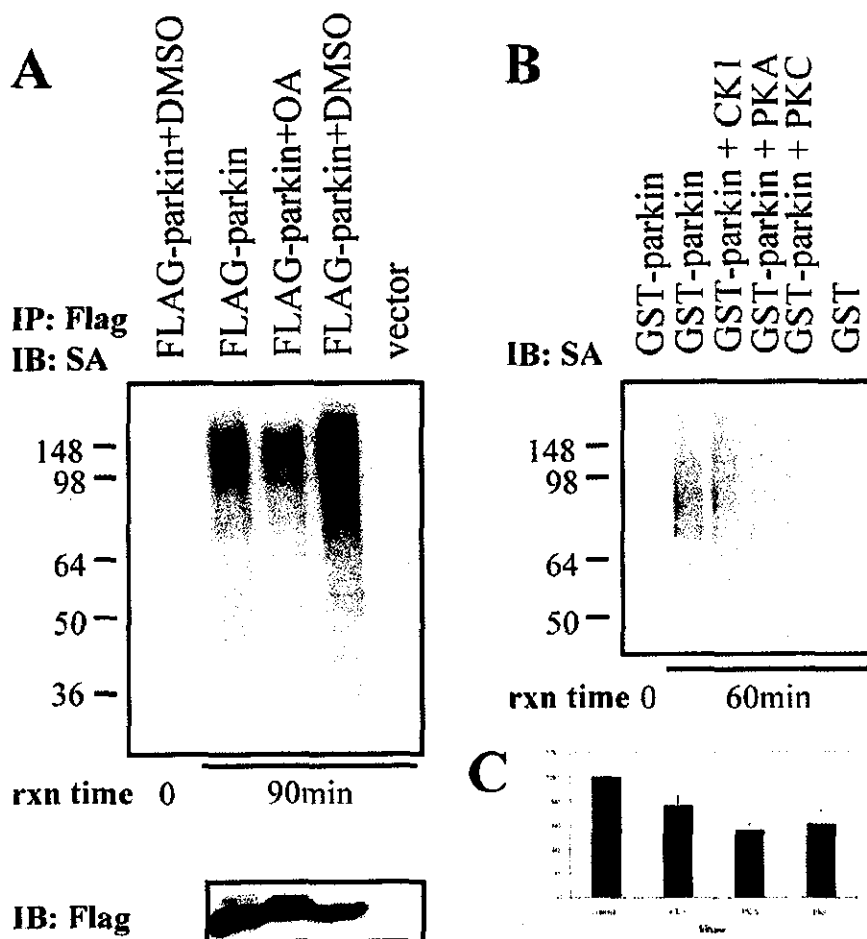 A
FLAG-parkin+DMSO
FLAG-parkin
FLAG-parkin+OA
FLAG-parkin+DMSO
vector
IP: Flag
IB: SA
148
98
64
50
36
rxn time 0 90min
IB: Flag
B
GST-parkin
GST-parkin
GST-parkin + CK1
GST-parkin + PKA
GST-parkin + PKC
GST
IB: SA
148
98
64
50
rxn time 0 60min
C